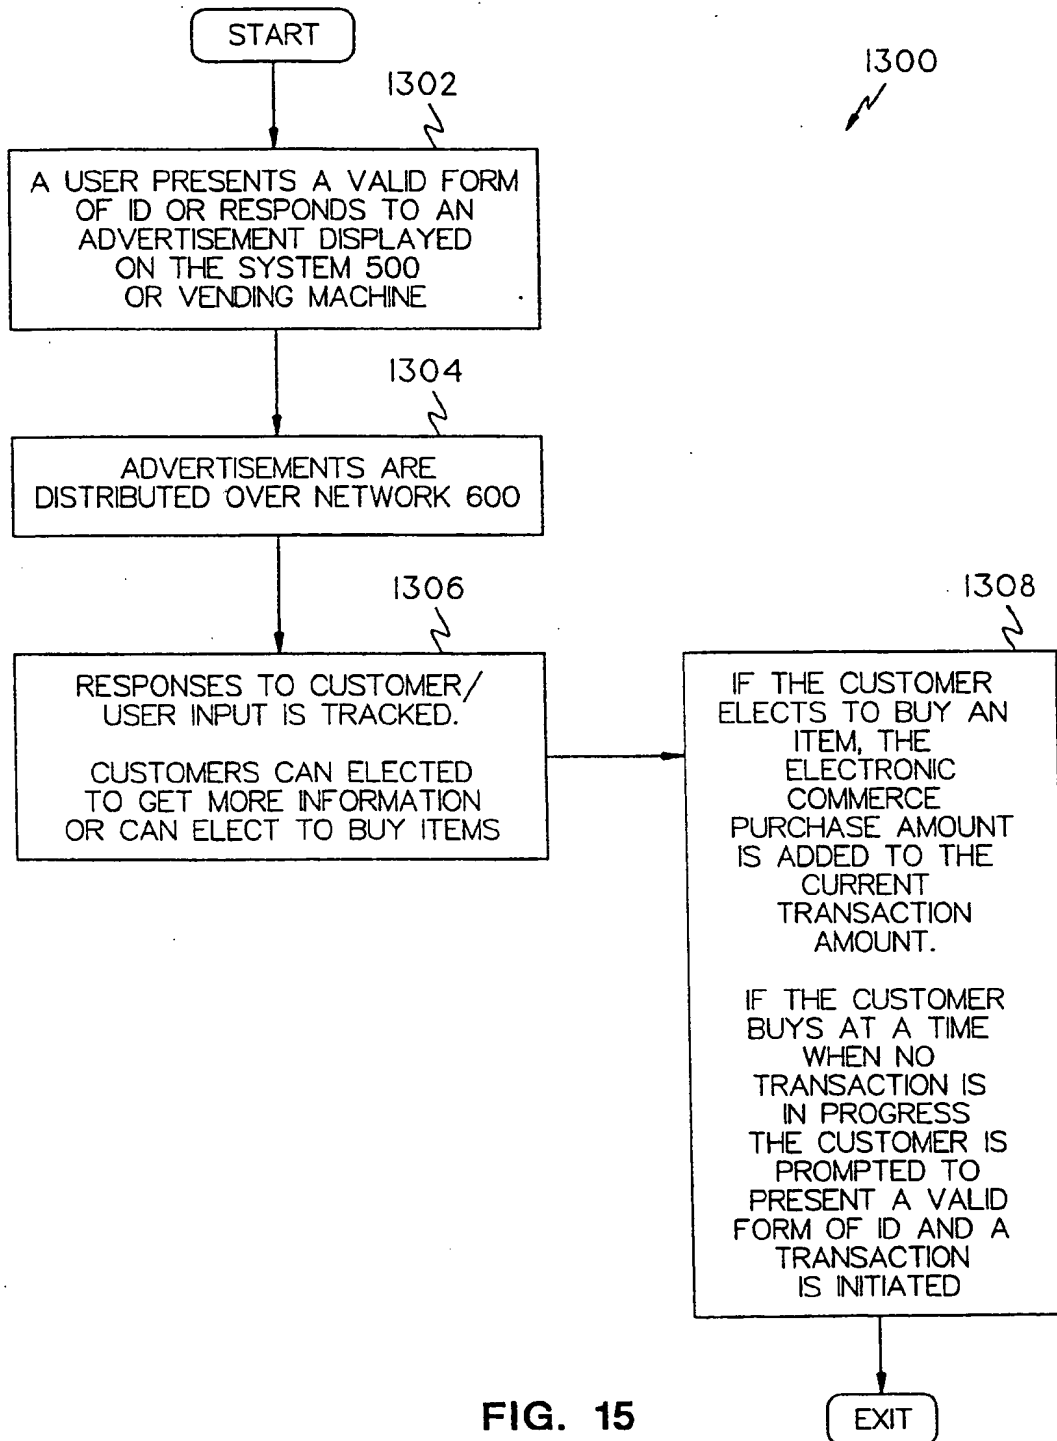 START
1300
1302
A USER PRESENTS A VALID FORM
OF ID OR RESPONDS TO AN
ADVERTISEMENT DISPLAYED
ON THE SYSTEM 500
OR VENDING MACHINE
1304
ADVERTISEMENTS ARE
DISTRIBUTED OVER NETWORK 600
1306
RESPONSES TO CUSTOMER/
USER INPUT IS TRACKED.
CUSTOMERS CAN ELECTED
TO GET MORE INFORMATION
OR CAN ELECT TO BUY ITEMS
1308
IF THE CUSTOMER
ELECTS TO BUY AN
ITEM, THE
ELECTRONIC
COMMERCE
PURCHASE AMOUNT
IS ADDED TO THE
CURRENT
TRANSACTION
AMOUNT.
IF THE CUSTOMER
BUYS AT A TIME
WHEN NO
TRANSACTION IS
IN PROGRESS
THE CUSTOMER IS
PROMPTED TO
PRESENT A VALID
FORM OF ID AND A
TRANSACTION
IS INITIATED
EXIT
FIG. 15